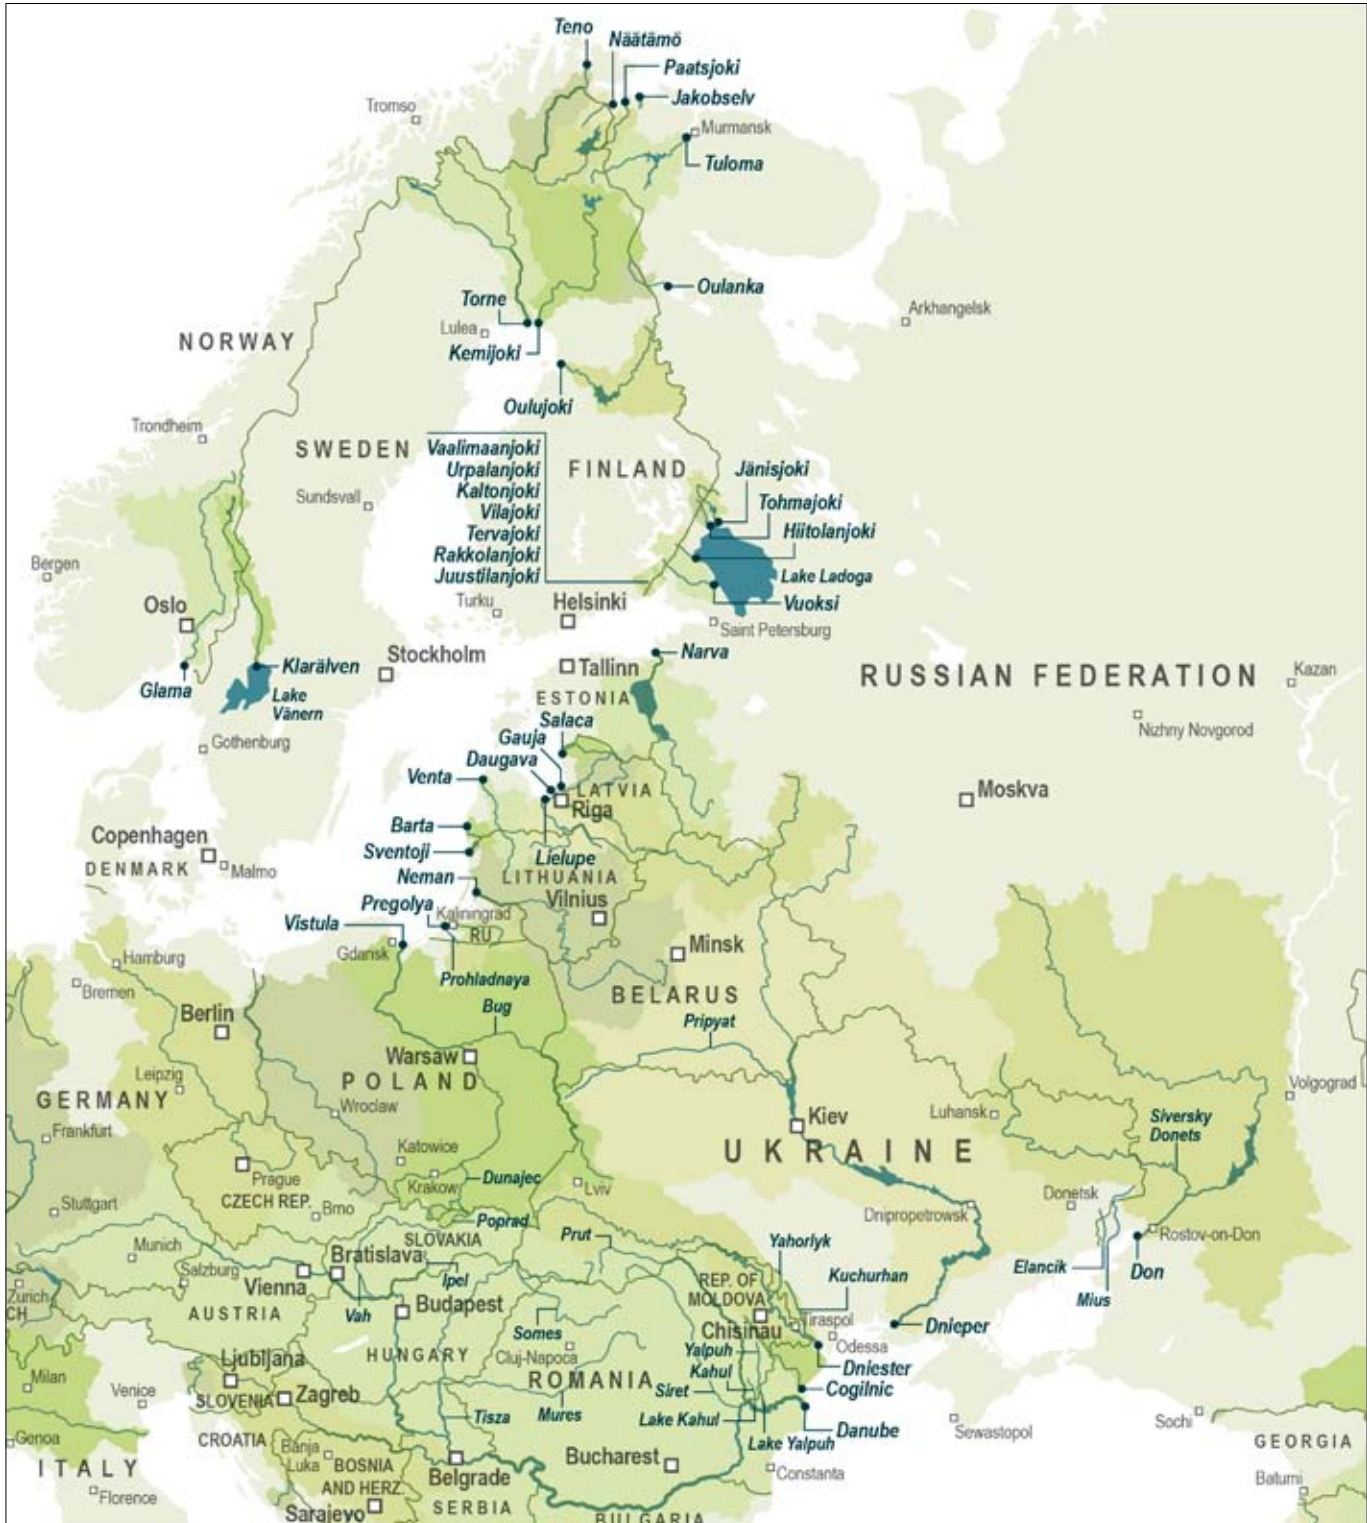 Teno
Näätämö
Paatsjoki
Jakobselv
Tromso
Murmansk
Tuloma
Oulanka
Torne
Lulea
Arkhangelsk
NORWAY
Kemijoki
Oulujoki
Trondheim
SWEDEN
Vaalimaanjoki
Urpalanjoki
Kaltonjoki
Vilajoki
Tervajoki
Rakkolanjoki
Juustilanjoki
FINLAND
Jänisjoki
Tohmajoki
Hiitolanjoki
Sundsvall
Bergen
Lake Ladoga
Oslo
Turku
Helsinki
Vuoksi
Saint Petersburg
Stockholm
Tallinn
Narva
Klarälven
Glama
Lake
Vänern
ESTONIA
RUSSIAN FEDERATION
Kazan
Salaca
Gauja
Daugava
Gothenburg
Nizhny Novgorod
Venta
LATVIA
Riga
Moskva
Barta
Copenhagen
Sventoji
Lielupe
DENMARK
Malmo
LITHUANIA
Neman
Vilnius
Pregolya
Kaliningrad
Vistula
RU
Gdansk
Minsk
Hamburg
Prohladnaya
Bremen
BELARUS
Berlin
Bug
Pripyat
Warsaw
Leipzig
POLAND
Volgograd
GERMANY
Wroclaw
Kiev
Luhansk
Siversky
Donets
Frankfurt
UKRAINE
Katowice
Prague
Krakow
Dunajec
Lviv
CZECH REP.
Stuttgart
Brno
Donetsk
Dnipropetrowsk
Poprad
Rostov-on-Don
SLOVAKIA
Prut
Yahorlyk
Munich
Bratislava
Elancik
Don
Salzburg
Vienna
Ipel
REP. OF
MOLDOVA
Kuchurhan
Zurich
CH
Mius
AUSTRIA
Vah
Budapest
Tiraspol
Dnieper
Chisinau
Somes
Odessa
Cluj-Napoca
HUNGARY
Yalpuh
Ljubljana
Kahul
Dniester
Milan
ROMANIA
Siret
Cogilnic
Venice
SLOVENIA
Zagreb
Tisza
Mures
Lake Kahul
Danube
Sewastopol
Sochi
Genoa
CROATIA
Lake Yalpuh
GEORGIA
Banja
Luka
BOSNIA
AND HERZ.
Belgrade
Bucharest
Constanta
ITALY
Batumi
Florence
Sarajevo
SERBIA
BULGARIA